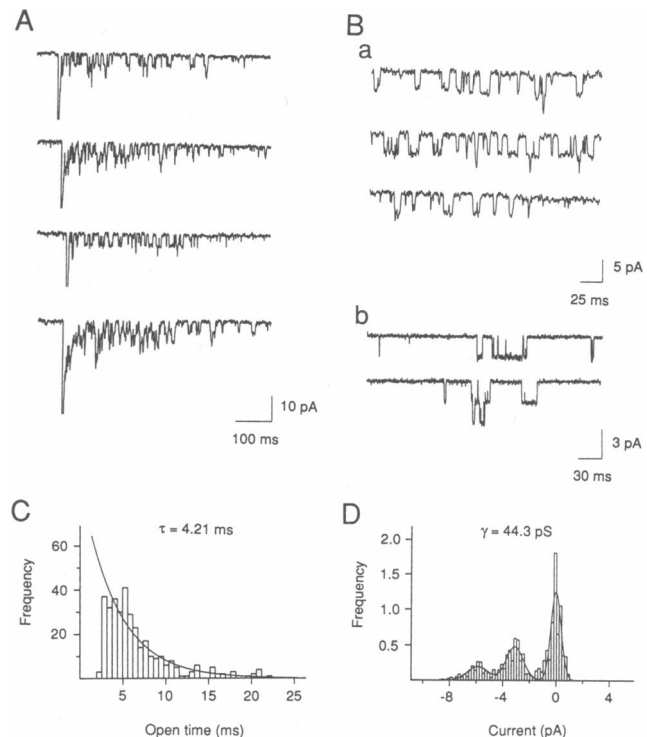 A
10 pA
100 ms
B
a
5 pA
25 ms
b
3 pA
30 ms
C
τ = 4.21 ms
Frequency
60
40
20
5
15
25
Open time (ms)
D
γ = 44.3 pS
Frequency
2.0
1.5
1.0
0.5
-8
-4
0
4
Current (pA)